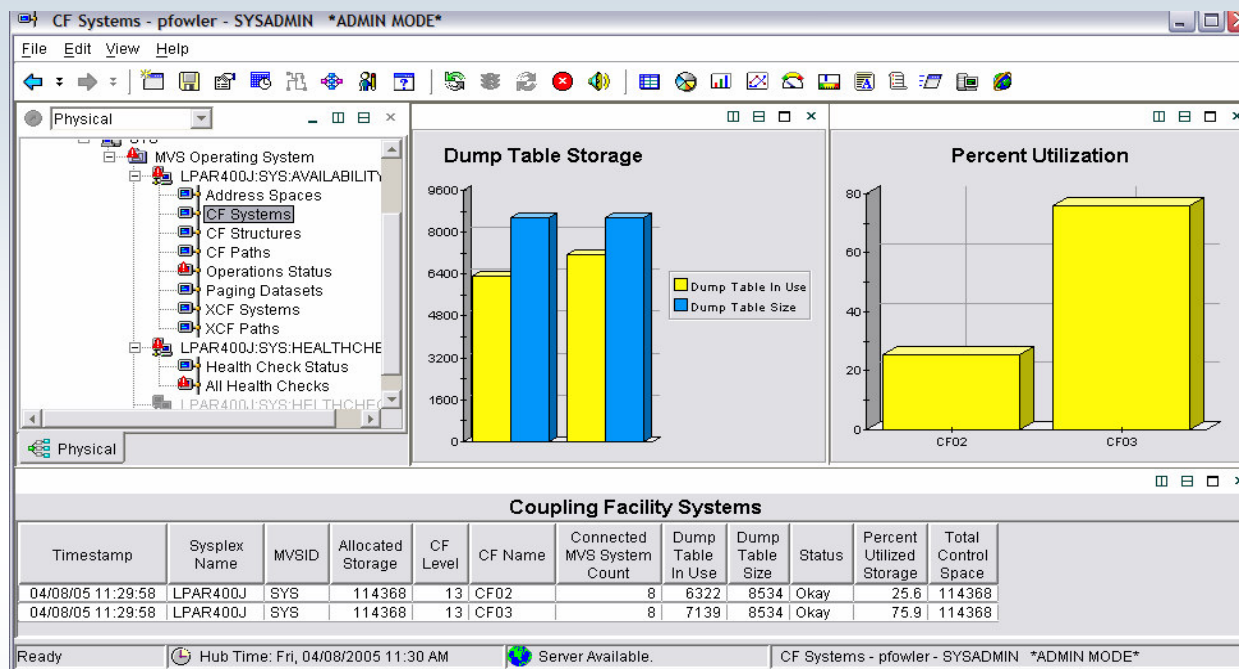 CF Systems - pfowler - SYSADMIN *ADMIN MODE*
File Edit View Help
Physical
MVS Operating System
LPAR400J:SYS:AVAILABILITY
Address Spaces
CF Systems
CF Structures
CF Paths
Operations Status
Paging Datasets
XCF Systems
XCF Paths
LPAR400J:SYS:HEALTHCHE
Health Check Status
All Health Checks
Physical
Dump Table Storage
9600
8000
6400
4800
3200
1600
0
Dump Table In Use
Dump Table Size
Percent Utilization
80
60
40
20
0
CF02 CF03
Coupling Facility Systems
Timestamp Sysplex Name MVSID Allocated Storage CF Level CF Name Connected MVS System Count Dump Table In Use Dump Table Size Status Percent Utilized Storage Total Control Space
04/08/05 11:29:58 LPAR400J SYS 114368 13 CF02 8 6322 8534 Okay 25.6 114368
04/08/05 11:29:58 LPAR400J SYS 114368 13 CF03 8 7139 8534 Okay 75.9 114368
Ready Hub Time: Fri, 04/08/2005 11:30 AM Server Available. CF Systems - pfowler - SYSADMIN *ADMIN MODE*